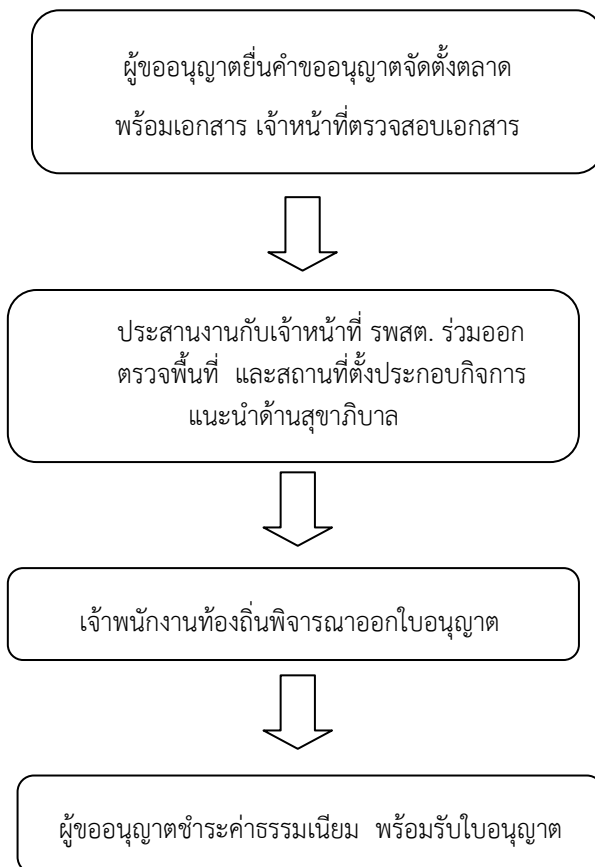 ผู้ขออนุญาตยื่นคำขออนุญาตจัดตั้งตลาด
พร้อมเอกสาร เจ้าหน้าที่ตรวจสอบเอกสาร
ประสานงานกับเจ้าหน้าที่ รพสต. ร่วมออก
ตรวจพื้นที่ และสถานที่ตั้งประกอบกิจการ
แนะนำด้านสุขาภิบาล
เจ้าพนักงานท้องถิ่นพิจารณาออกใบอนุญาต
ผู้ขออนุญาตชำระค่าธรรมเนียม พร้อมรับใบอนุญาต